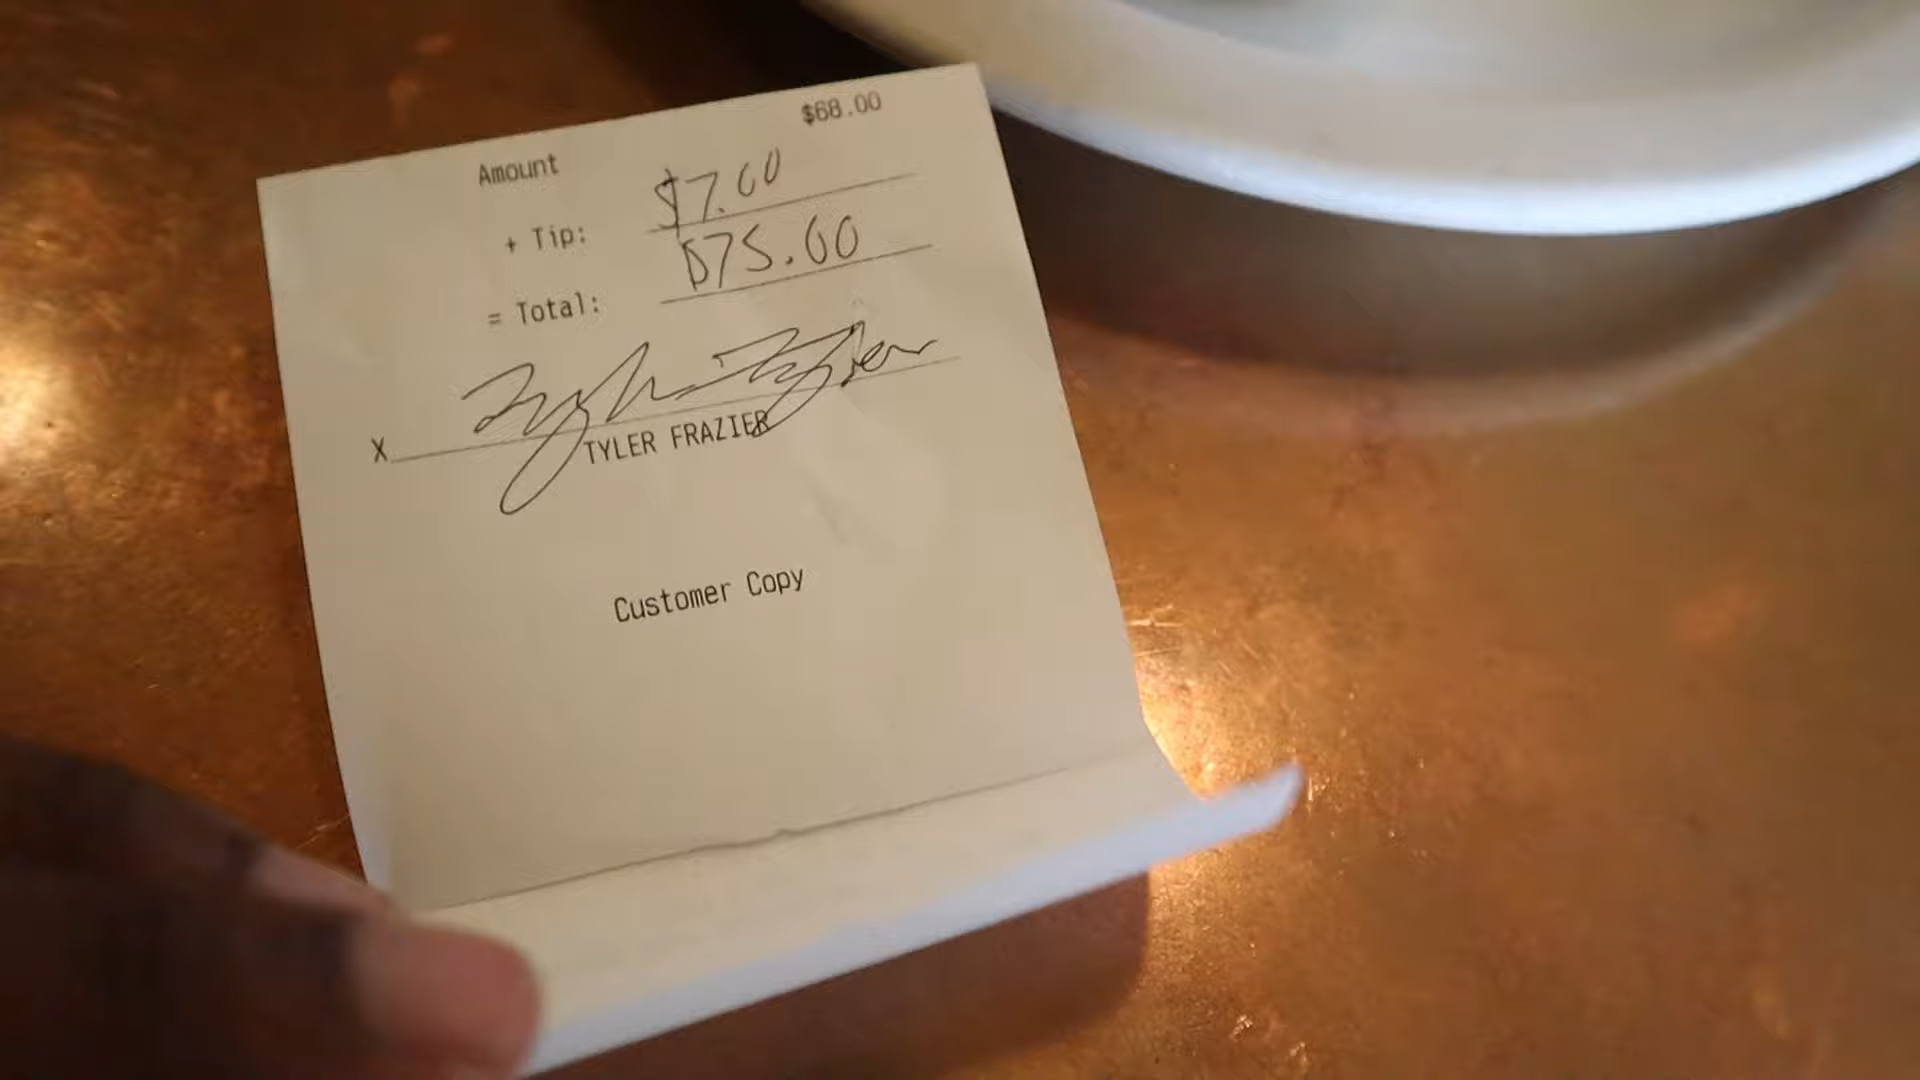 Amount $68.00
+ Tip: $7.00
= Total: $75.00
X
TYLER FRAZIER
Customer Copy